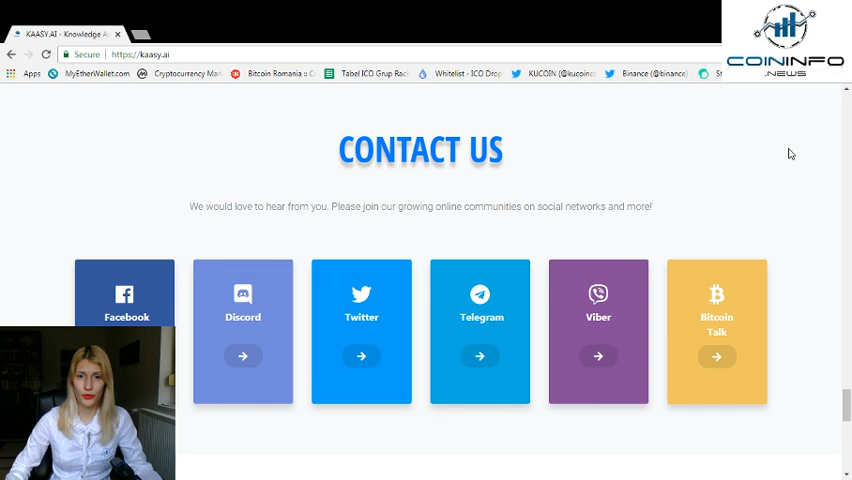 KAASY.AI - Knowledge A
Secure https://kaasy.ai
Apps MyEtherWallet.com Cryptocurrency Mar Bitcoin Romania :: C Tabel ICO Grup Rac Whitelist - ICO Drop KUCOIN (@kucoinc Binance (@binance) St
COININFO
.NEWS
CONTACT US
We would love to hear from you. Please join our growing online communities on social networks and more!
Facebook
Discord
Twitter
Telegram
Viber
Bitcoin
Talk